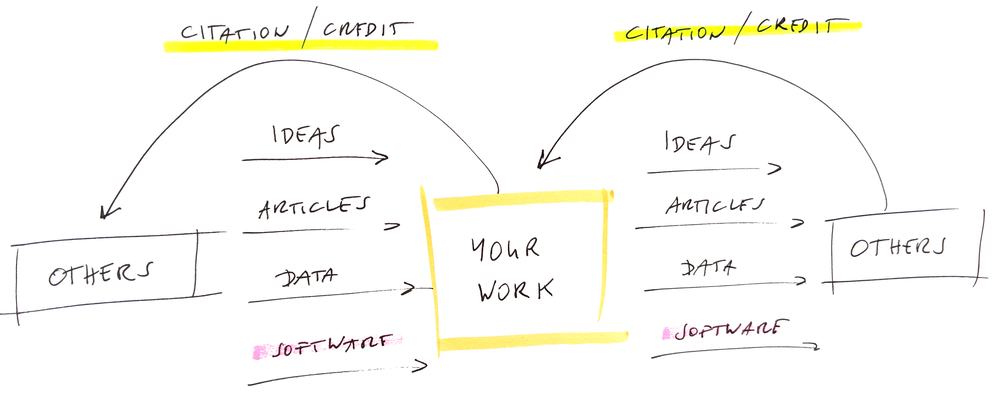 CITATION / CREDIT
CITATION / CREDIT
IDEAS
ARTICLES
DATA
SOFTWARE
IDEAS
ARTICLES
DATA
SOFTWARE
OTHERS
YOUR
WORK
OTHERS